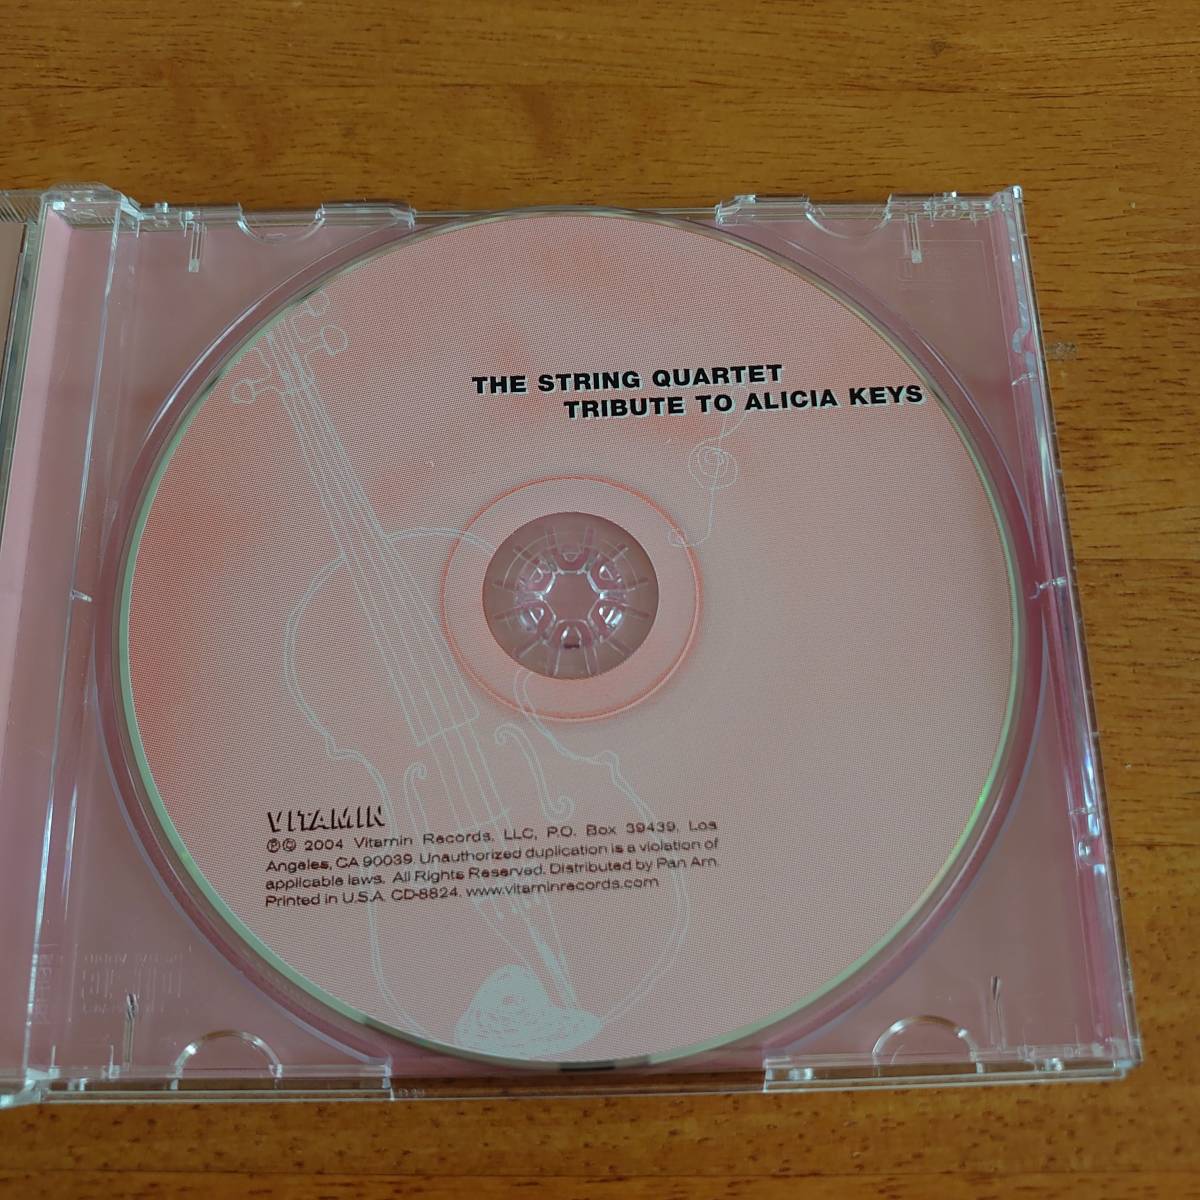 THE STRING QUARTET
TRIBUTE TO ALICIA KEYS
VITAMIN
℗© 2004 Vitamin Records, LLC, P.O. Box 39439, Los
Angeles, CA 90039. Unauthorized duplication is a violation of
applicable laws. All Rights Reserved. Distributed by Pan Am.
Printed in U.S.A. CD-8824. www.vitaminrecords.com